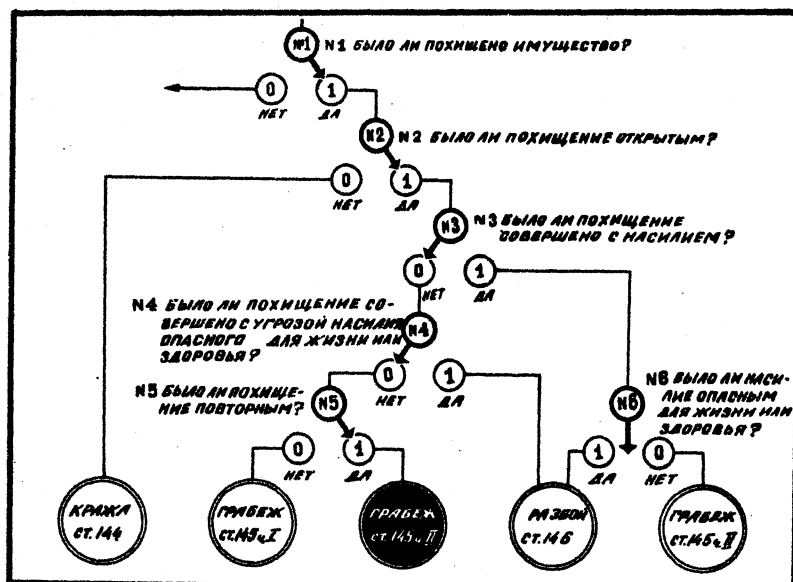 №1
N1 БЫЛО ЛИ ПОХИЩЕНО ИМУЩЕСТВО?
0
1
НЕТ
ДА
N2
N2 БЫЛО ЛИ ПОХИЩЕНИЕ ОТКРЫТЫМ?
0
1
НЕТ
ДА
N3
N3 БЫЛО ЛИ ПОХИЩЕНИЕ
СОВЕРШЕНО С НАСИЛИЕМ?
0
1
НЕТ
ДА
N4 БЫЛО ЛИ ПОХИЩЕНИЕ СО-
ВЕРШЕНО С УГРОЗОЙ НАСИЛИЯ
ОПАСНОГО ДЛЯ ЖИЗНИ ИЛИ
ЗДОРОВЬЯ?
N4
0
1
НЕТ
ДА
N5 БЫЛО ЛИ ПОХИЩЕ-
НИЕ ПОВТОРНЫМ?
N5
N6 БЫЛО ЛИ НАСИ-
ЛИЕ ОПАСНЫМ
ДЛЯ ЖИЗНИ ИЛИ
ЗДОРОВЬЯ?
N6
0
1
НЕТ
ДА
1
0
ДА
НЕТ
КРАЖА
СТ.144
ГРАБЕЖ
СТ.145 ч I
ГРАБЕЖ
СТ.145 ч II
РАЗБОЙ
СТ.146
ГРАБЕЖ
СТ.145 ч II